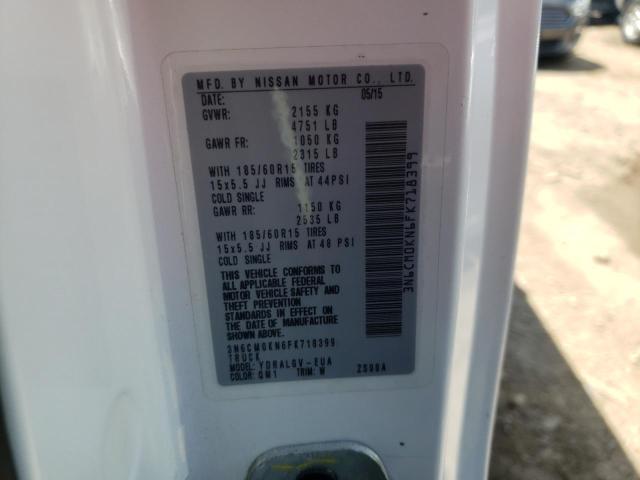 MFD. BY NISSAN MOTOR CO., LTD.
DATE: 05/15
GVWR: 2155 KG
4751 LB
GAWR FR: 1050 KG
2315 LB
WITH 185/60R15 TIRES
15x5.5 JJ RIMS AT 44PSI
COLD SINGLE
GAWR RR: 1150 KG
2535 LB
WITH 185/60R15 TIRES
15x5.5 JJ RIMS AT 48 PSI
COLD SINGLE
THIS VEHICLE CONFORMS TO
ALL APPLICABLE FEDERAL
MOTOR VEHICLE SAFETY AND
THEFT PREVENTION
STANDARDS IN EFFECT ON
THE DATE OF MANUFACTURE
SHOWN ABOVE.
3N6CM0KN6FK718399
TRUCK
MODEL: YDRALGV-EUA
COLOR: QM1 TRIM: W ZS98A
3N6CM0KN6FK718399